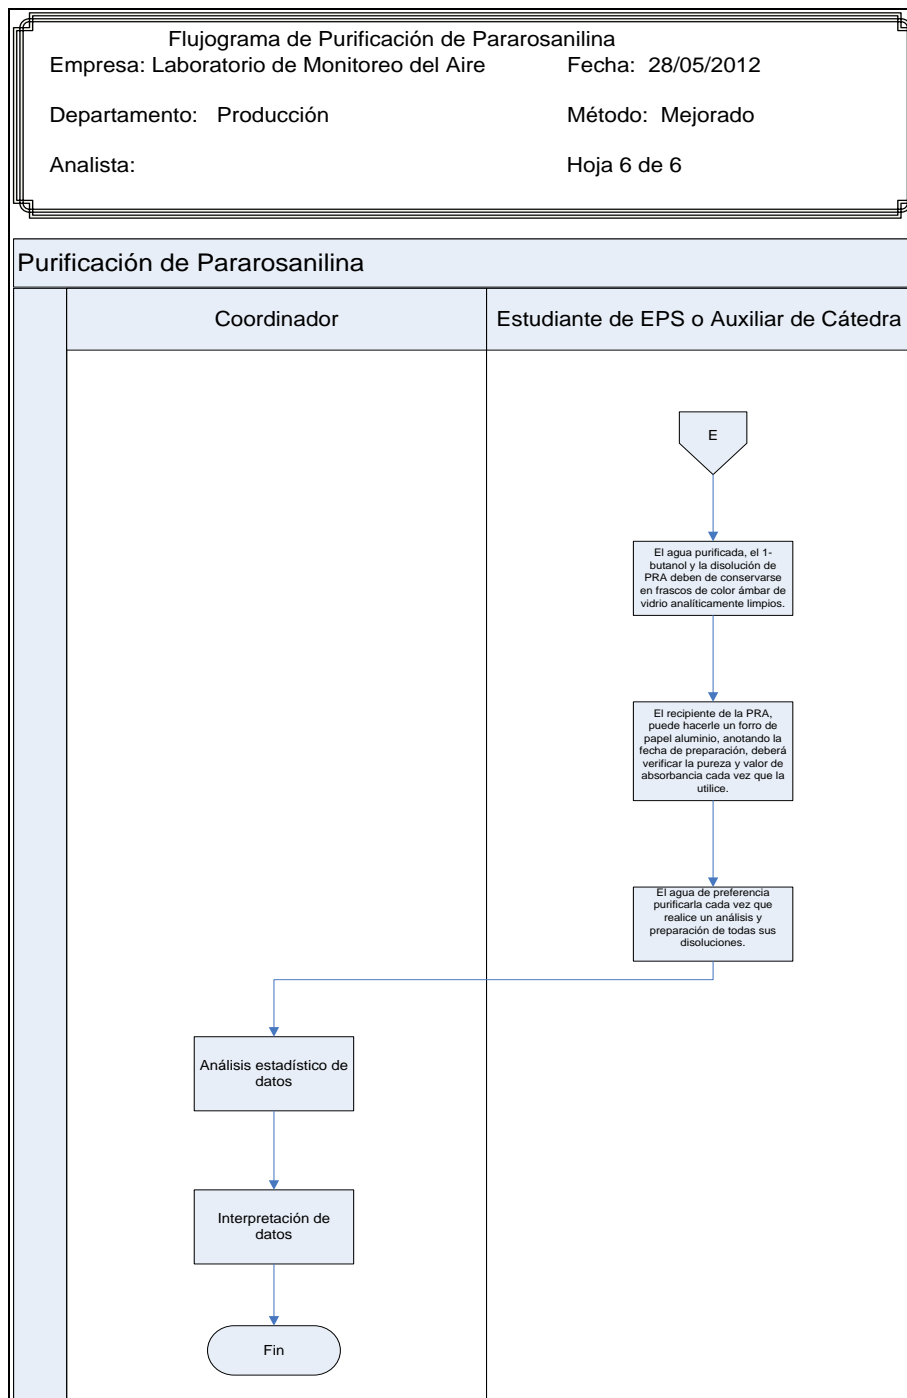 Flujograma de Purificación de Pararosanilina
Empresa: Laboratorio de Monitoreo del Aire Fecha: 28/05/2012
Departamento: Producción Método: Mejorado
Analista: Hoja 6 de 6
Purificación de Pararosanilina
Coordinador Estudiante de EPS o Auxiliar de Cátedra
E
El agua purificada, el 1-
butanol y la disolución de
PRA deben de conservarse
en frascos de color ámbar de
vidrio analíticamente limpios.
El recipiente de la PRA,
puede hacerle un forro de
papel aluminio, anotando la
fecha de preparación, deberá
verificar la pureza y valor de
absorbancia cada vez que la
utilice.
El agua de preferencia
purificarla cada vez que
realice un análisis y
preparación de todas sus
disoluciones.
Análisis estadístico de
datos
Interpretación de
datos
Fin